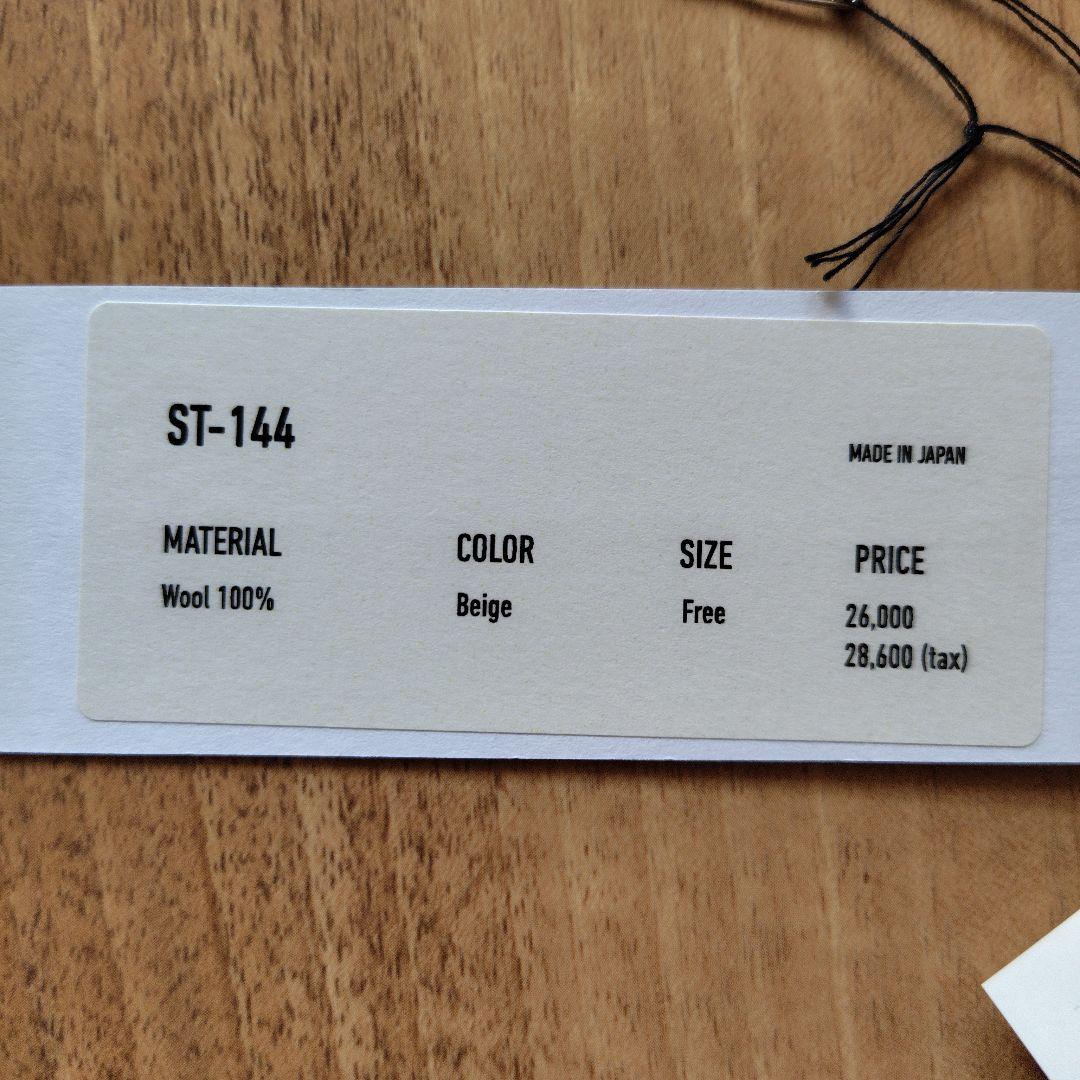 ST-144
MADE IN JAPAN
MATERIAL COLOR SIZE PRICE
Wool 100% Beige Free 26,000
28,600 (tax)